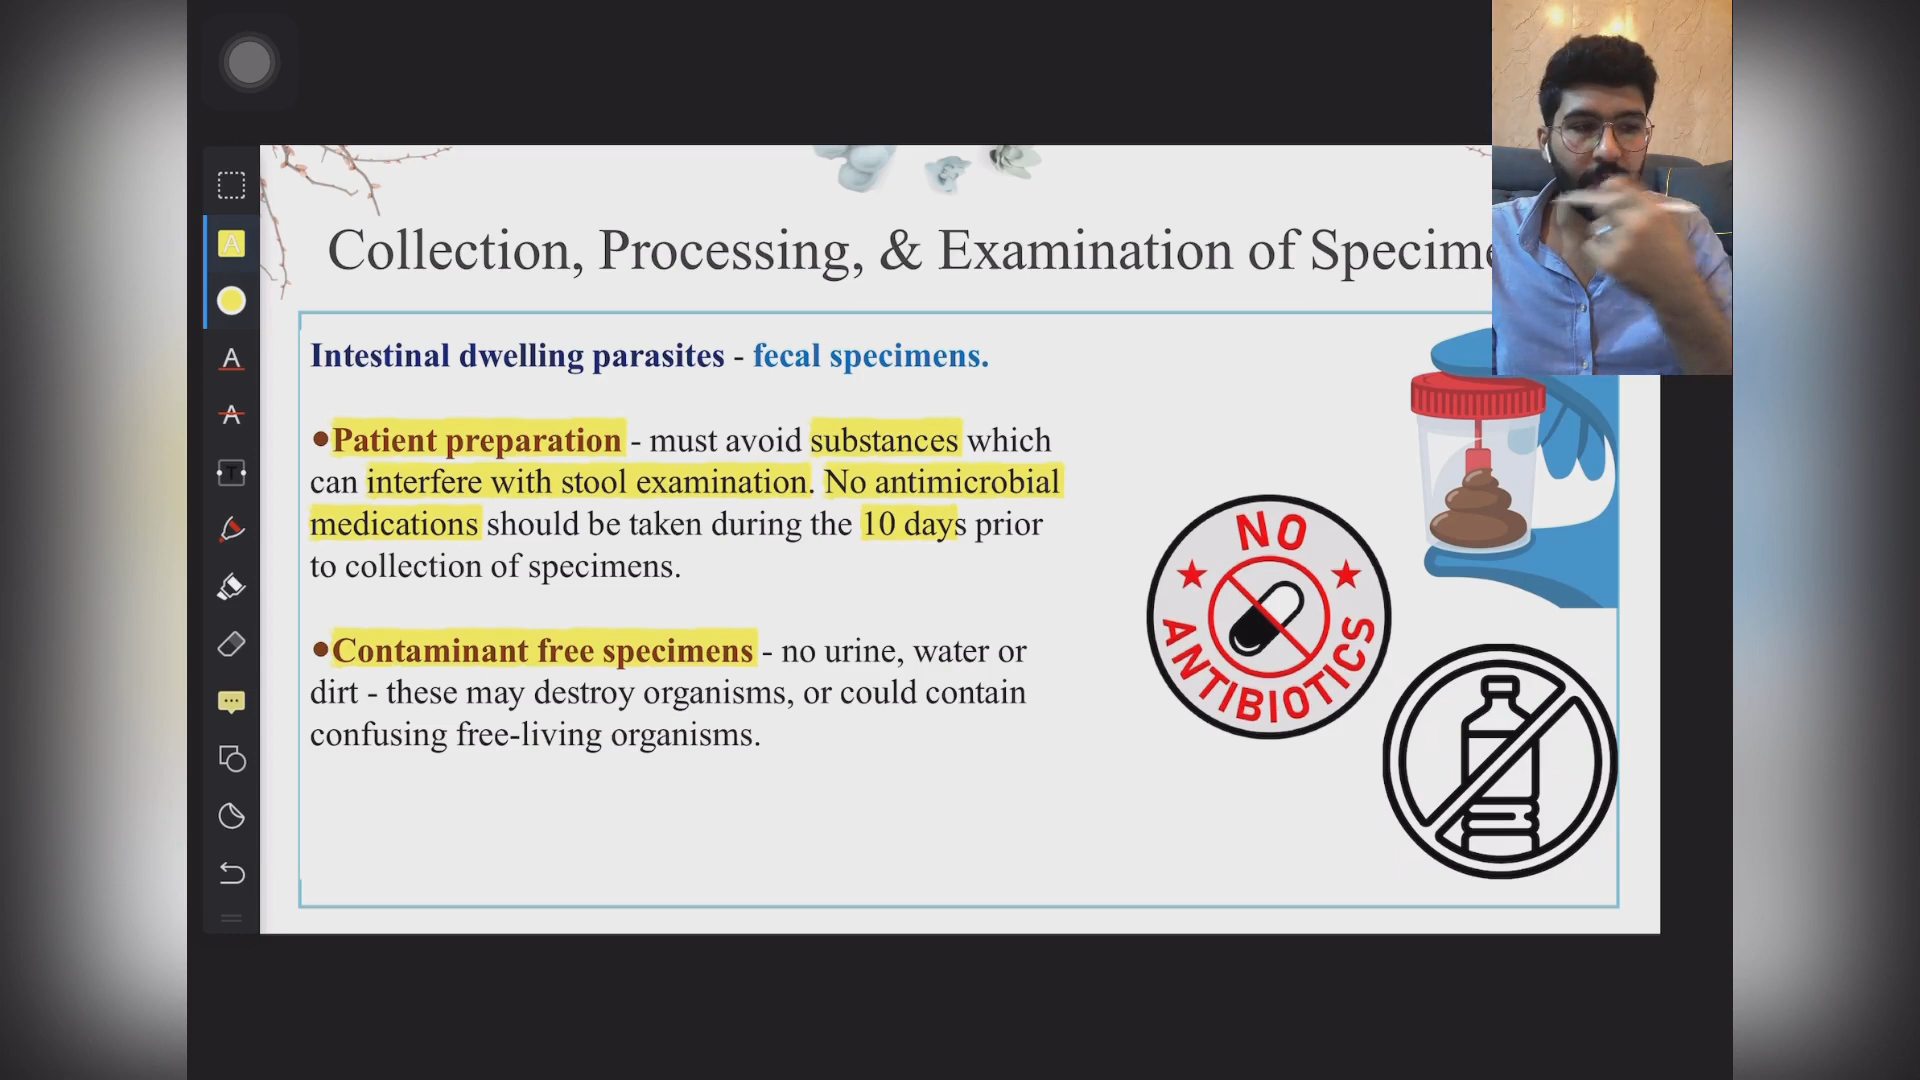 Collection, Processing, & Examination of Specime
Intestinal dwelling parasites - fecal specimens.
•Patient preparation - must avoid substances which
can interfere with stool examination. No antimicrobial
medications should be taken during the 10 days prior
to collection of specimens.
•Contaminant free specimens - no urine, water or
dirt - these may destroy organisms, or could contain
confusing free-living organisms.
NO
ANTIBIOTICS
A
A
A
T